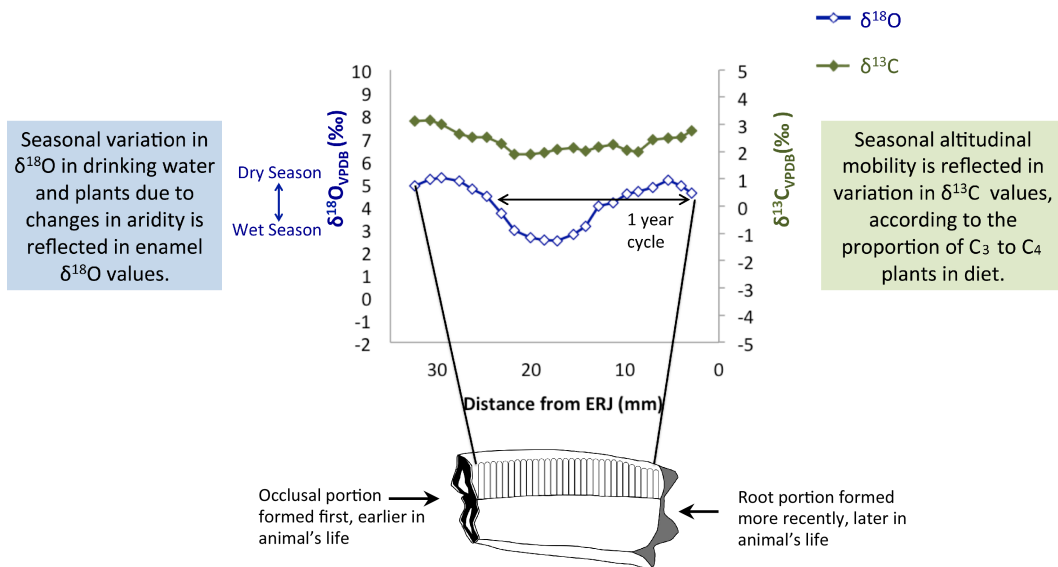 δ¹⁸O
δ¹³C
Seasonal variation in
δ¹⁸O in drinking water
and plants due to
changes in aridity is
reflected in enamel
δ¹⁸O values.
Dry Season
Wet Season
δ¹⁸O VPDB (‰)
10
9
8
7
6
5
4
3
2
1
0
-1
-2
1 year
cycle
5
4
3
2
1
0
-1
-2
-3
-4
-5
δ¹³C VPDB (‰ )
Seasonal altitudinal
mobility is reflected in
variation in δ¹³C values,
according to the
proportion of C₃ to C₄
plants in diet.
30 20 10 0
Distance from ERJ (mm)
Occlusal portion
formed first, earlier in
animal’s life
Root portion formed
more recently, later in
animal’s life